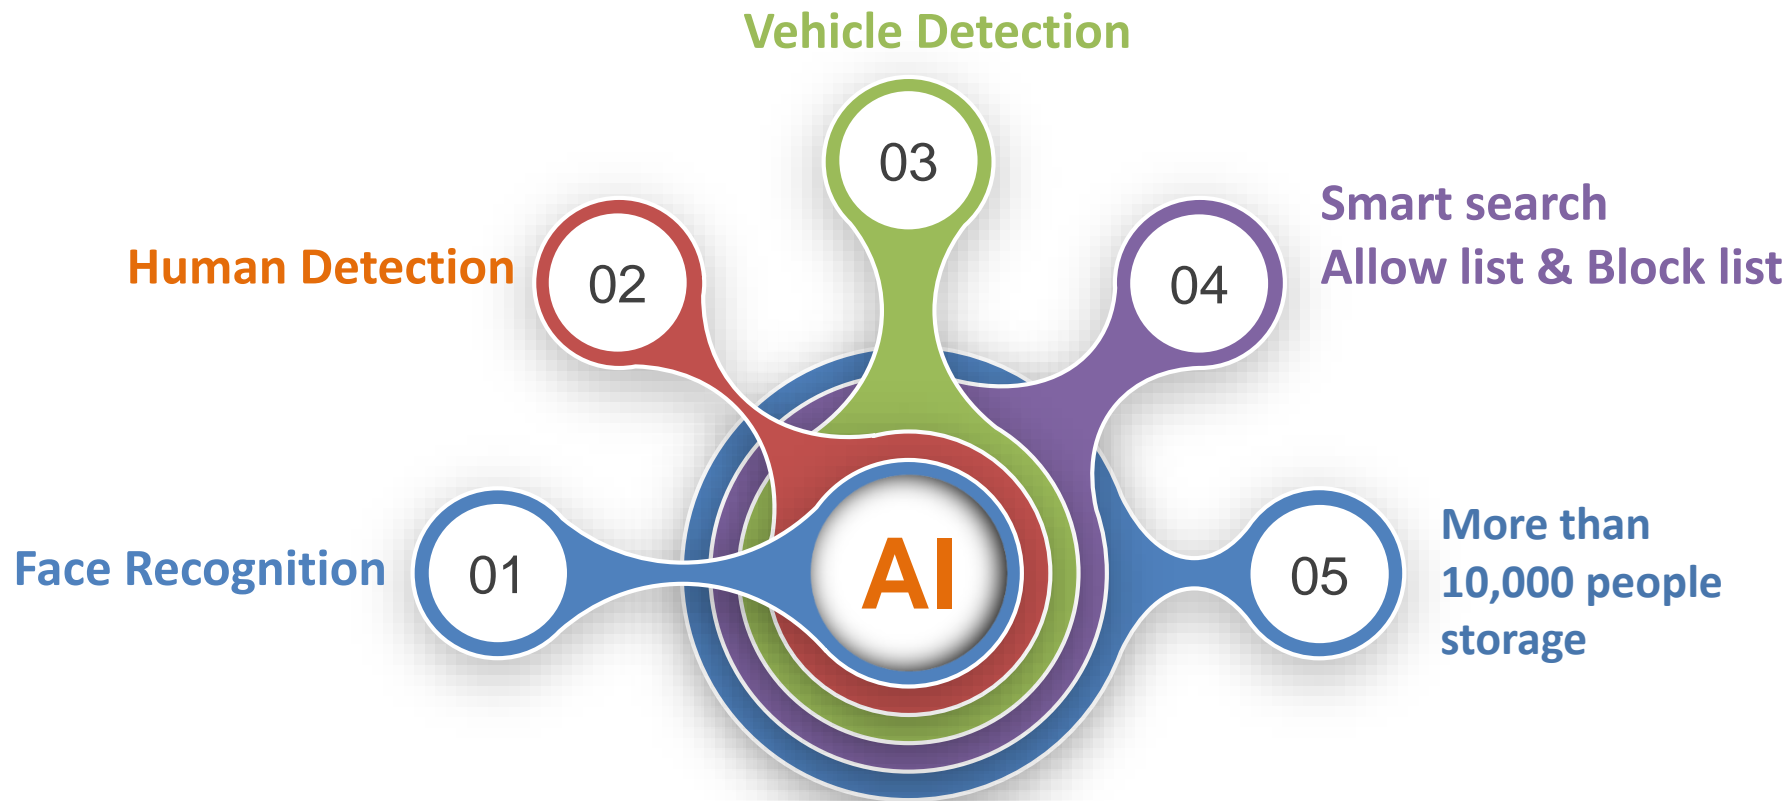 Vehicle Detection
03
Human Detection
02
Smart search
Allow list & Block list
04
Face Recognition
01
AI
05
More than
10,000 people
storage